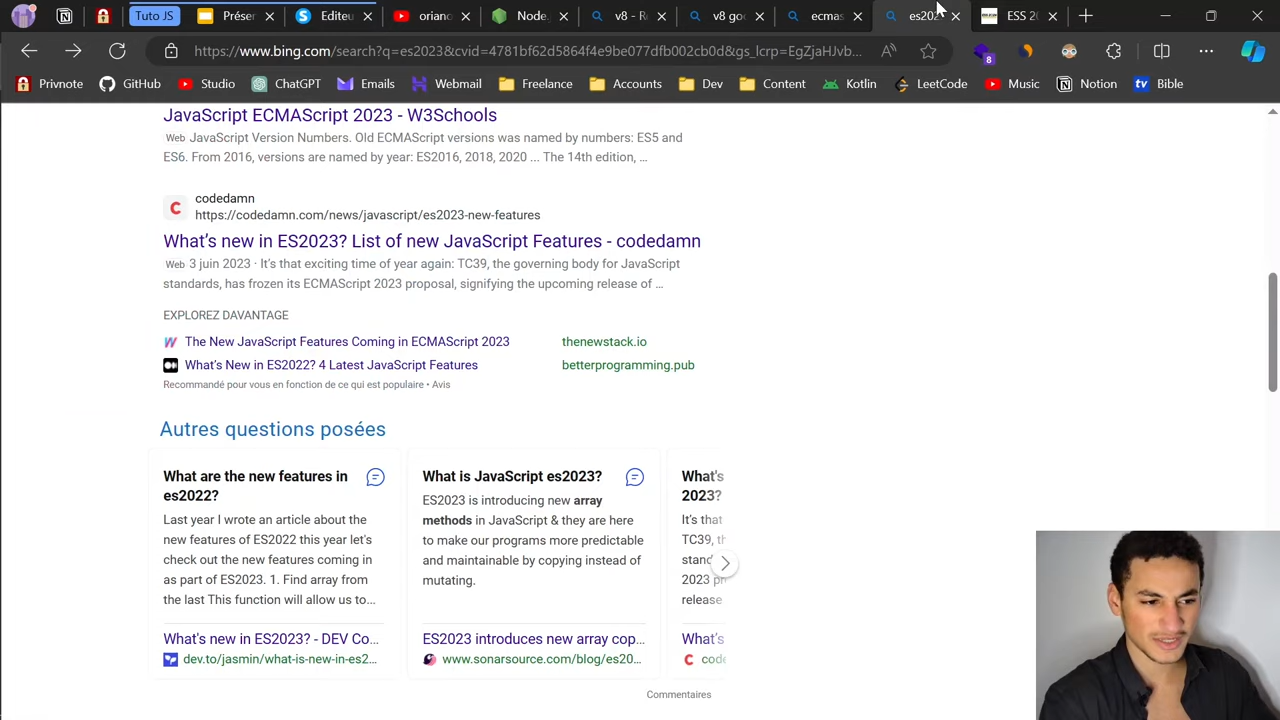 Tuto JS
Préser
Editeu
orianc
Node.
v8 - Re
v8 goo
ecmas
es202
ESS 20
https://www.bing.com/search?q=es2023&cvid=4781bf62d5864f4e9be077dfb002cb0d&gs_lcrp=EgZjaHJvb...
8
Privnote
GitHub
Studio
ChatGPT
Emails
Wegmail
Freelance
Accounts
Dev
Content
Kotlin
LeetCode
Music
Notion
Bible
JavaScript ECMAScript 2023 - W3Schools
Web JavaScript Version Numbers. Old ECMAScript versions was named by numbers: ES5 and
ES6. From 2016, versions are named by year: ES2016, 2018, 2020 ... The 14th edition, …
codedamn
https://codedamn.com/news/javascript/es2023-new-features
What's new in ES2023? List of new JavaScript Features - codedamn
Web 3 juin 2023 · It's that exciting time of year again: TC39, the governing body for JavaScript
standards, has frozen its ECMAScript 2023 proposal, signifying the upcoming release of …
EXPLOREZ DAVANTAGE
The New JavaScript Features Coming in ECMAScript 2023
thenewstack.io
What's New in ES2022? 4 Latest JavaScript Features
betterprogramming.pub
Recommandé pour vous en fonction de ce qui est populaire • Avis
Autres questions posées
What are the new features in
es2022?
Last year I wrote an article about the
new features of ES2022 this year let's
check out the new features coming in
as part of ES2023. 1. Find array from
the last This function will allow us to...
What's new in ES2023? - DEV Co...
dev.to/jasmin/what-is-new-in-es2...
What is JavaScript es2023?
ES2023 is introducing new array
methods in JavaScript & they are here
to make our programs more predictable
and maintainable by copying instead of
mutating.
ES2023 introduces new array cop...
www.sonarsource.com/blog/es20...
What's
2023?
It's that
TC39, th
stand
2023 pr
release
What's
code
Commentaires